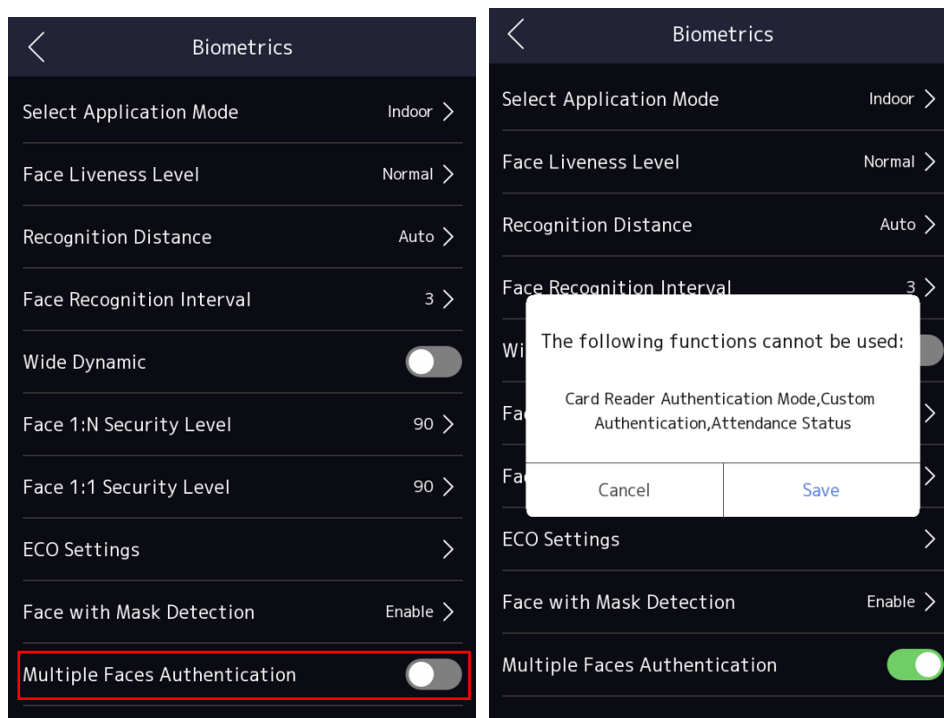 Biometrics
Select Application Mode Indoor
Face Liveness Level Normal
Recognition Distance Auto
Face Recognition Interval 3
Wide Dynamic
Face 1:N Security Level 90
Face 1:1 Security Level 90
ECO Settings
Face with Mask Detection Enable
Multiple Faces Authentication
Biometrics
Select Application Mode Indoor
Face Liveness Level Normal
Recognition Distance Auto
Face Recognition Interval 3
Wi
The following functions cannot be used:
Card Reader Authentication Mode,Custom
Authentication,Attendance Status
Fa
Fa
Cancel Save
ECO Settings
Face with Mask Detection Enable
Multiple Faces Authentication